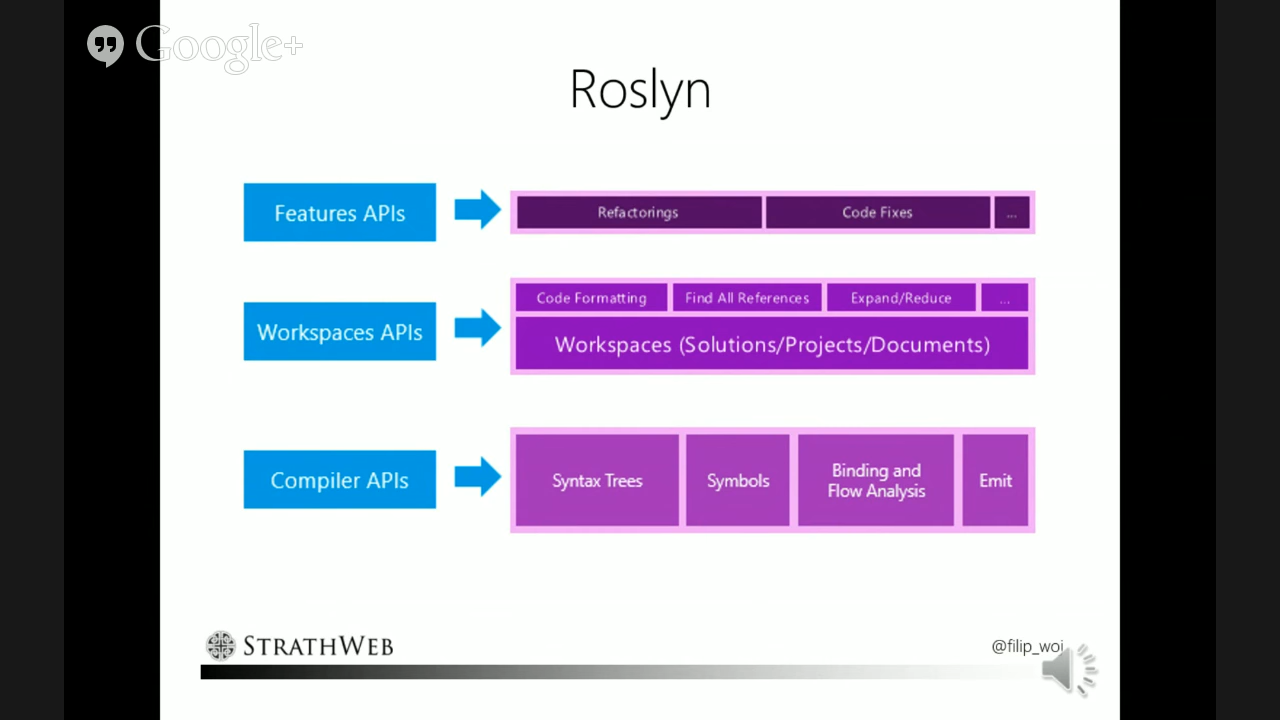 Google+
Roslyn
Features APIs
Refactorings
Code Fixes
...
Workspaces APIs
Code Formatting
Find All References
Expand/Reduce
...
Workspaces (Solutions/Projects/Documents)
Compiler APIs
Syntax Trees
Symbols
Binding and
Flow Analysis
Emit
STRATHWEB
@filip_woj